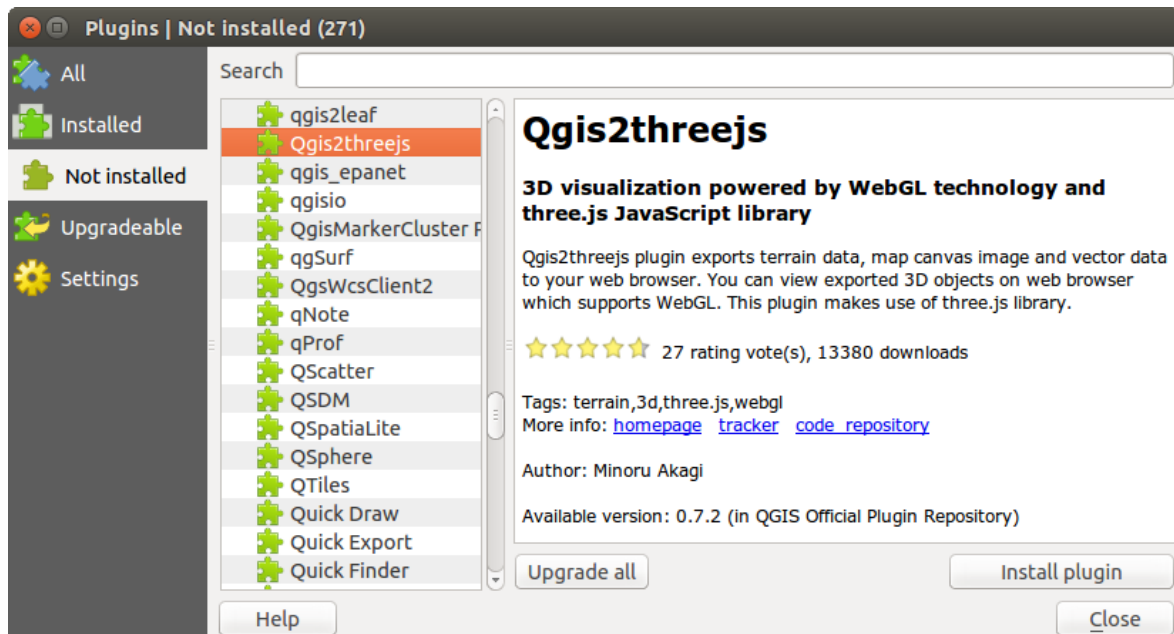 Plugins | Not installed (271)
All
Installed
Not installed
Upgradeable
Settings
Search
qgis2leaf
Qgis2threejs
qgis_epanet
qgisio
QgisMarkerCluster
qgSurf
QgsWcsClient2
qNote
qProf
QScatter
QSDM
QSpatiaLite
QSphere
QTiles
Quick Draw
Quick Export
Quick Finder
Qgis2threejs
3D visualization powered by WebGL technology and
three.js JavaScript library
Qgis2threejs plugin exports terrain data, map canvas image and vector data
to your web browser. You can view exported 3D objects on web browser
which supports WebGL. This plugin makes use of three.js library.
27 rating vote(s), 13380 downloads
Tags: terrain,3d,three.js,webgl
More info: homepage tracker code repository
Author: Minoru Akagi
Available version: 0.7.2 (in QGIS Official Plugin Repository)
Upgrade all
Install plugin
Help
Close